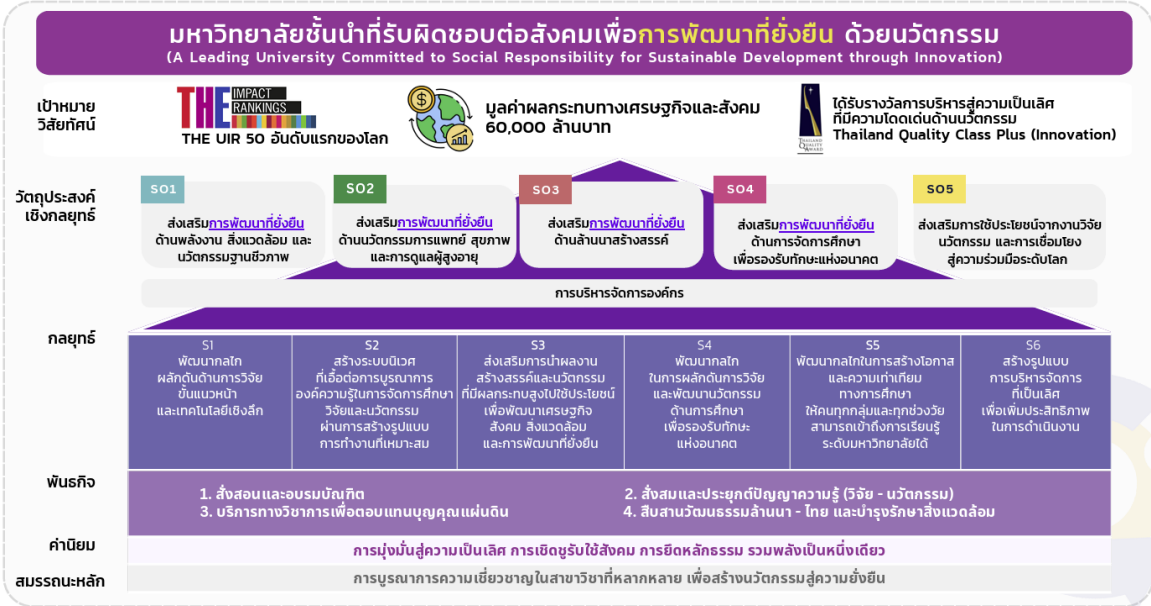 มหาวิทยาลัยชั้นนำที่รับผิดชอบต่อสังคมเพื่อการพัฒนาที่ยั่งยืน ด้วยนวัตกรรม
(A Leading University Committed to Social Responsibility for Sustainable Development through Innovation)
เป้าหมาย
วิสัยทัศน์
THE IMPACT
RANKINGS
THE UIR 50 อันดับแรกของโลก
มูลค่าผลกระทบทางเศรษฐกิจและสังคม
60,000 ล้านบาท
THAILAND
QUALITY
AWARD
ได้รับรางวัลการบริหารสู่ความเป็นเลิศ
ที่มีความโดดเด่นด้านนวัตกรรม
Thailand Quality Class Plus (Innovation)
วัตถุประสงค์
เชิงกลยุทธ์
SO1
ส่งเสริมการพัฒนาที่ยั่งยืน
ด้านพลังงาน สิ่งแวดล้อม และ
นวัตกรรมฐานชีวภาพ
SO2
ส่งเสริมการพัฒนาที่ยั่งยืน
ด้านนวัตกรรมการแพทย์ สุขภาพ
และการดูแลผู้สูงอายุ
SO3
ส่งเสริมการพัฒนาที่ยั่งยืน
ด้านล้านนาสร้างสรรค์
SO4
ส่งเสริมการพัฒนาที่ยั่งยืน
ด้านการจัดการศึกษา
เพื่อรองรับทักษะแห่งอนาคต
SO5
ส่งเสริมการใช้ประโยชน์จากงานวิจัย
นวัตกรรม และการเชื่อมโยง
สู่ความร่วมมือระดับโลก
การบริหารจัดการองค์กร
กลยุทธ์
S1
พัฒนากลไก
ผลักดันด้านการวิจัย
ขั้นแนวหน้า
และเทคโนโลยีเชิงลึก
S2
สร้างระบบนิเวศ
ที่เอื้อต่อการบูรณาการ
องค์ความรู้ในการจัดการศึกษา
วิจัยและนวัตกรรม
ผ่านการสร้างรูปแบบ
การทำงานที่เหมาะสม
S3
ส่งเสริมการนำผลงาน
สร้างสรรค์และนวัตกรรม
ที่มีผลกระทบสูงไปใช้ประโยชน์
เพื่อพัฒนาเศรษฐกิจ
สังคม สิ่งแวดล้อม
และการพัฒนาที่ยั่งยืน
S4
พัฒนากลไก
ในการผลักดันการวิจัย
และพัฒนานวัตกรรม
ด้านการศึกษา
เพื่อรองรับทักษะ
แห่งอนาคต
S5
พัฒนากลไกในการสร้างโอกาส
และความเท่าเทียม
ทางการศึกษา
ให้คนทุกกลุ่มและทุกช่วงวัย
สามารถเข้าถึงการเรียนรู้
ระดับมหาวิทยาลัยได้
S6
สร้างรูปแบบ
การบริหารจัดการ
ที่เป็นเลิศ
เพื่อเพิ่มประสิทธิภาพ
ในการดำเนินงาน
พันธกิจ
1. สั่งสอนและอบรมบัณฑิต
2. สั่งสมและประยุกต์ปัญญาความรู้ (วิจัย - นวัตกรรม)
3. บริการทางวิชาการเพื่อตอบแทนบุญคุณแผ่นดิน
4. สืบสานวัฒนธรรมล้านนา - ไทย และบำรุงรักษาสิ่งแวดล้อม
ค่านิยม
การมุ่งมั่นสู่ความเป็นเลิศ การเชิดชูรับใช้สังคม การยึดหลักธรรม รวมพลังเป็นหนึ่งเดียว
สมรรถนะหลัก
การบูรณาการความเชี่ยวชาญในสาขาวิชาที่หลากหลาย เพื่อสร้างนวัตกรรมสู่ความยั่งยืน